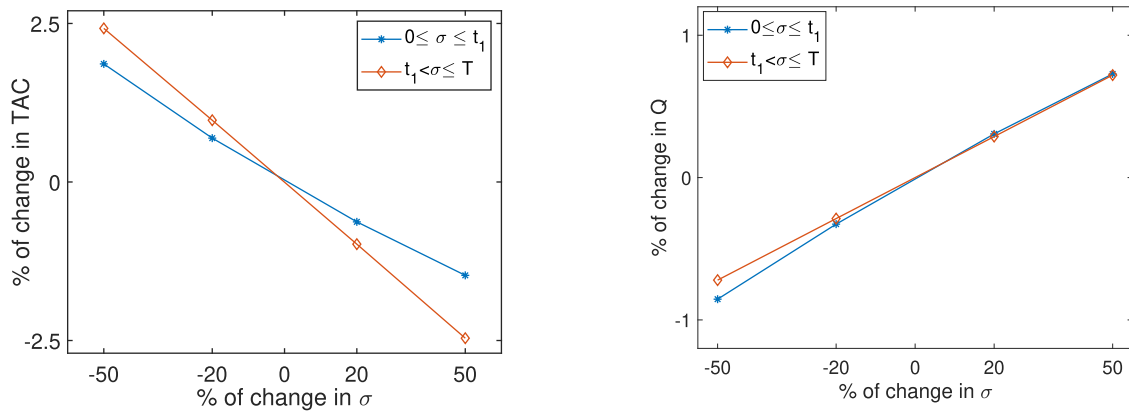 2.5
0
-2.5
% of change in TAC
-50
-20
0
20
50
% of change in σ
0≤ σ ≤ t₁
t₁<σ≤ T
1
0
-1
% of change in Q
-50
-20
0
20
50
% of change in σ
0≤σ≤ t₁
t₁<σ≤ T